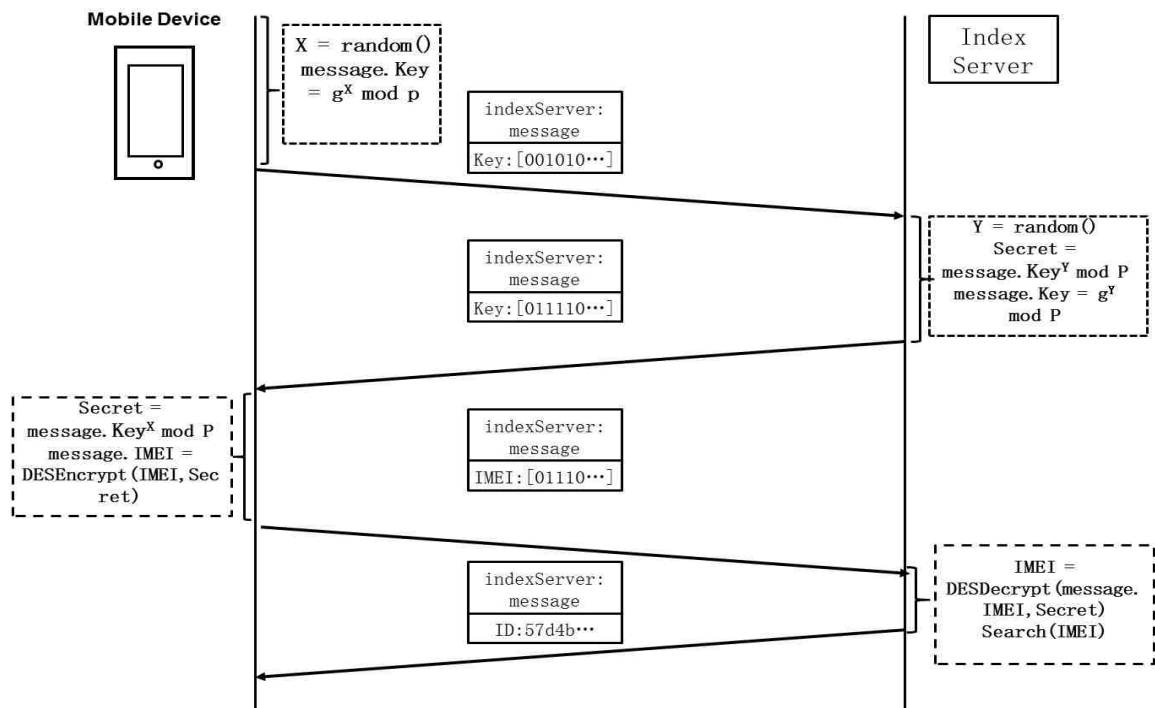 Mobile Device
X = random()
message.Key
= g^X mod p
Index
Server
indexServer:
message
Key:[001010···]
Y = random()
Secret =
message.Key^Y mod P
message.Key = g^Y
mod P
indexServer:
message
Key:[011110···]
Secret =
message.Key^X mod P
message.IMEI =
DESEncrypt(IMEI,Sec
ret)
indexServer:
message
IMEI:[01110···]
IMEI =
DESDecrypt(message.
IMEI,Secret)
Search(IMEI)
indexServer:
message
ID:57d4b···